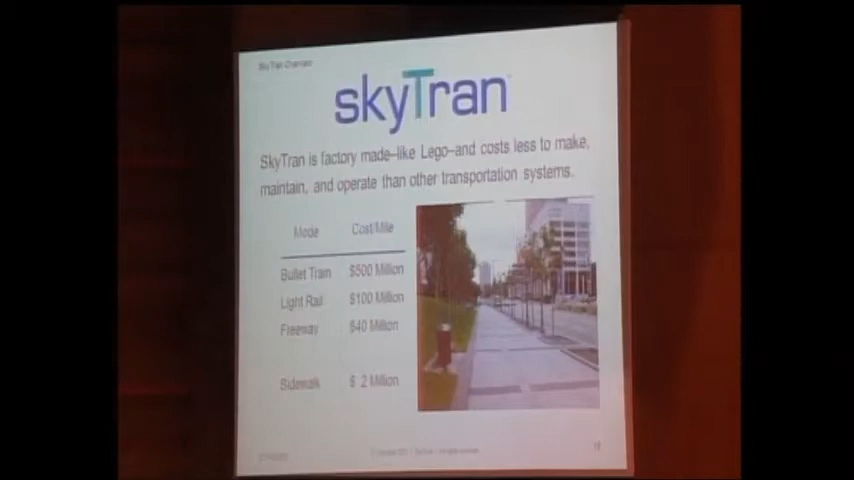 skyTran
SkyTran is factory made–like Lego–and costs less to make,
maintain, and operate than other transportation systems.
Mode Cost/Mile
Bullet Train $500 Million
Light Rail $100 Million
Freeway $40 Million
Sidewalk $ 2 Million